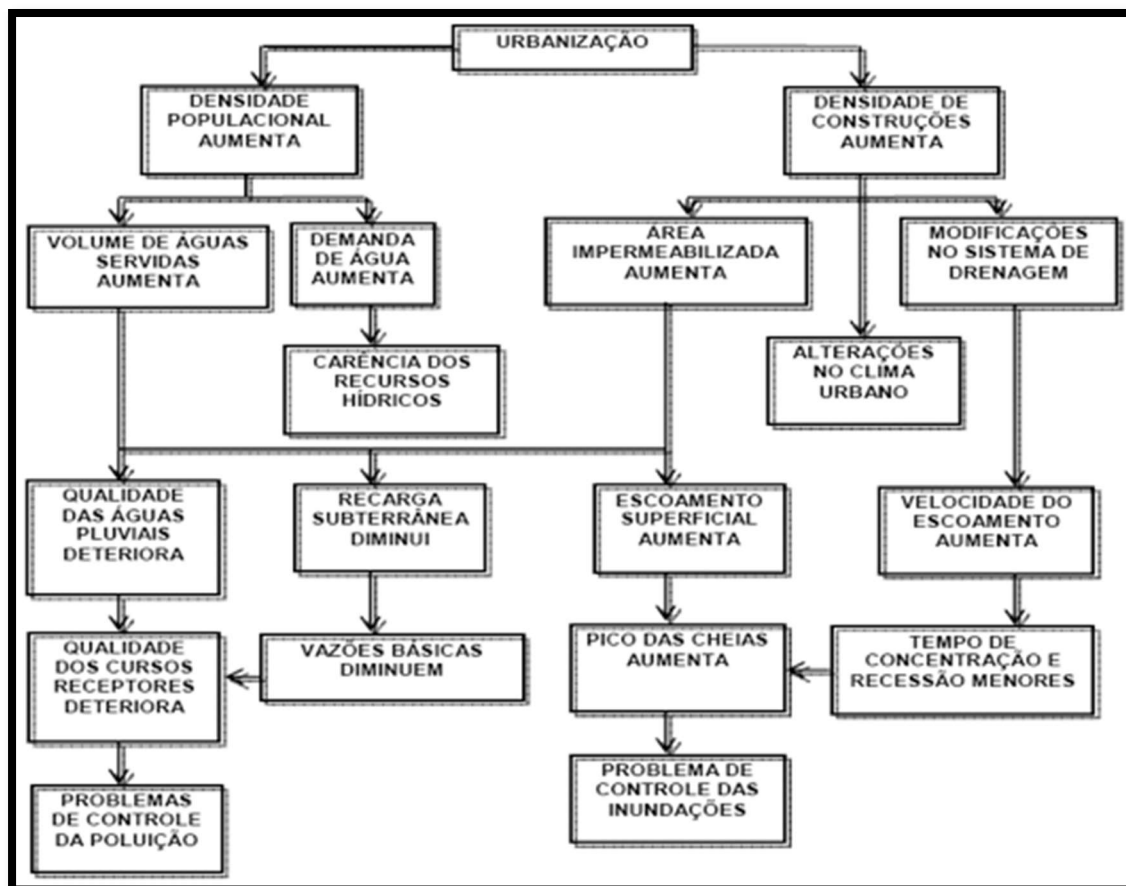 URBANIZAÇÃO
DENSIDADE
POPULACIONAL
AUMENTA
DENSIDADE DE
CONSTRUÇÕES
AUMENTA
VOLUME DE ÁGUAS
SERVIDAS
AUMENTA
DEMANDA
DE ÁGUA
AUMENTA
ÁREA
IMPERMEABILIZADA
AUMENTA
MODIFICAÇÕES
NO SISTEMA DE
DRENAGEM
CARÊNCIA DOS
RECURSOS
HÍDRICOS
ALTERAÇÕES
NO CLIMA
URBANO
QUALIDADE
DAS ÁGUAS
PLUVIAIS
DETERIORA
RECARGA
SUBTERRÂNEA
DIMINUI
ESCOAMENTO
SUPERFICIAL
AUMENTA
VELOCIDADE DO
ESCOAMENTO
AUMENTA
QUALIDADE
DOS CURSOS
RECEPTORES
DETERIORA
VAZÕES BÁSICAS
DIMINUEM
PICO DAS CHEIAS
AUMENTA
TEMPO DE
CONCENTRAÇÃO E
RECESSÃO MENORES
PROBLEMAS
DE CONTROLE
DA POLUIÇÃO
PROBLEMA DE
CONTROLE DAS
INUNDAÇÕES